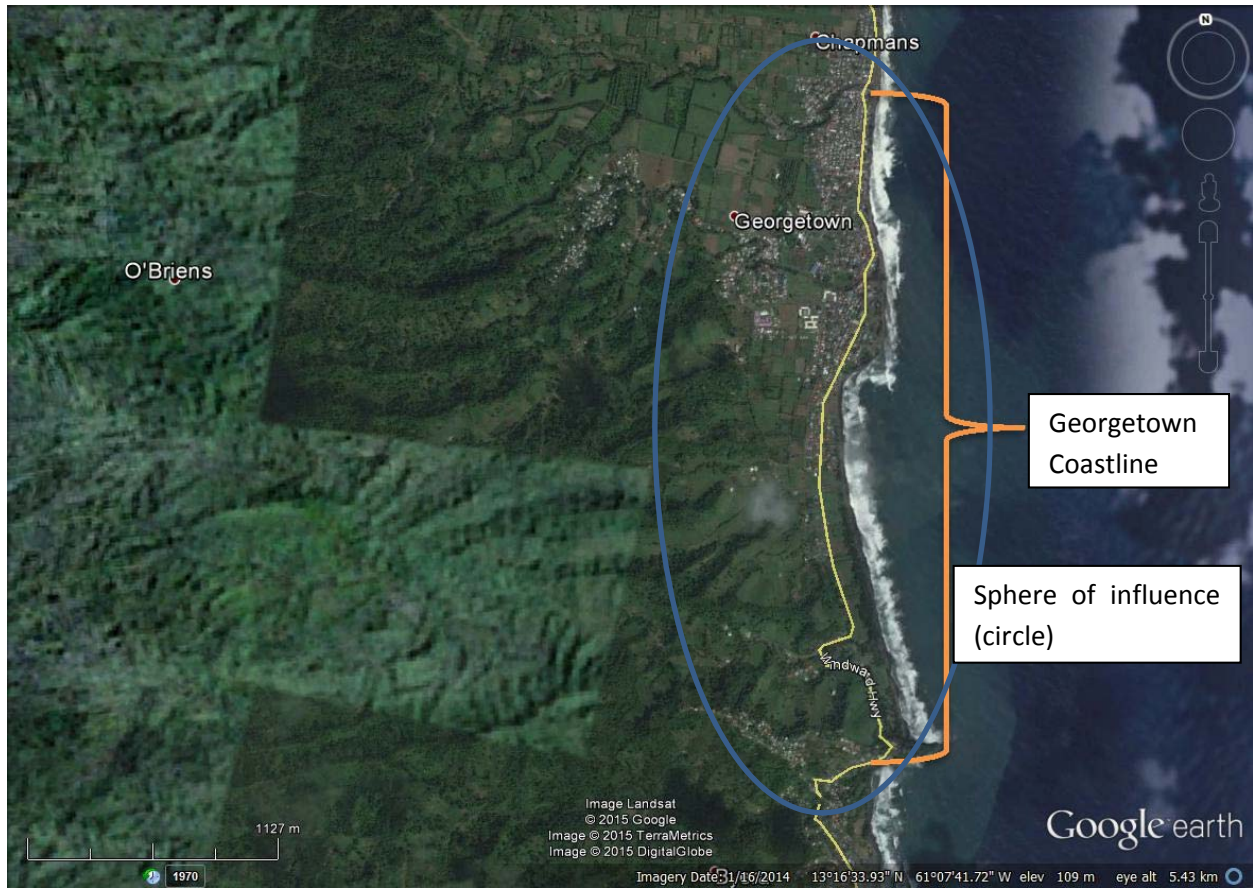 N
Chapmans
Georgetown
O'Briens
Georgetown
Coastline
Sphere of influence
(circle)
Windward Hwy
1127 m
Image Landsat
© 2015 Google
Image © 2015 TerraMetrics
Image © 2015 DigitalGlobe
Google earth
1970
Imagery Date: 1/16/2014 13°16'33.93" N 61°07'41.72" W elev 109 m eye alt 5.43 km